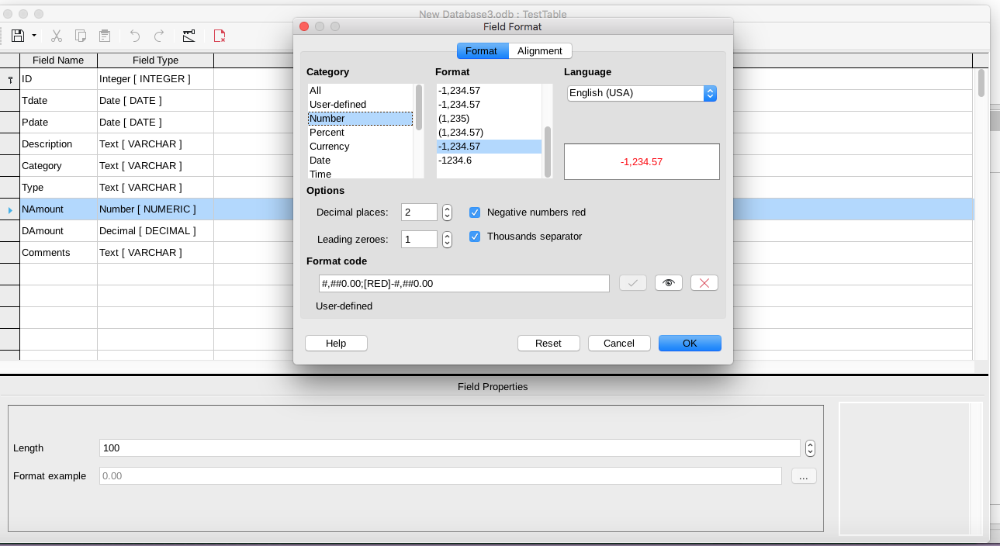 New Database3.odb : TestTable
Field Format
Format Alignment
Field Name Field Type
ID Integer [ INTEGER ]
Tdate Date [ DATE ]
Pdate Date [ DATE ]
Description Text [ VARCHAR ]
Category Text [ VARCHAR ]
Type Text [ VARCHAR ]
NAmount Number [ NUMERIC ]
DAmount Decimal [ DECIMAL ]
Comments Text [ VARCHAR ]
Category
All
User-defined
Number
Percent
Currency
Date
Time
Format
-1,234.57
-1,234.57
(1,235)
(1,234.57)
-1,234.57
-1234.6
Language
English (USA)
-1,234.57
Options
Decimal places: 2 Negative numbers red
Leading zeroes: 1 Thousands separator
Format code
#,##0.00;[RED]-#,##0.00
User-defined
Help Reset Cancel OK
Field Properties
Length 100
Format example 0.00 ...